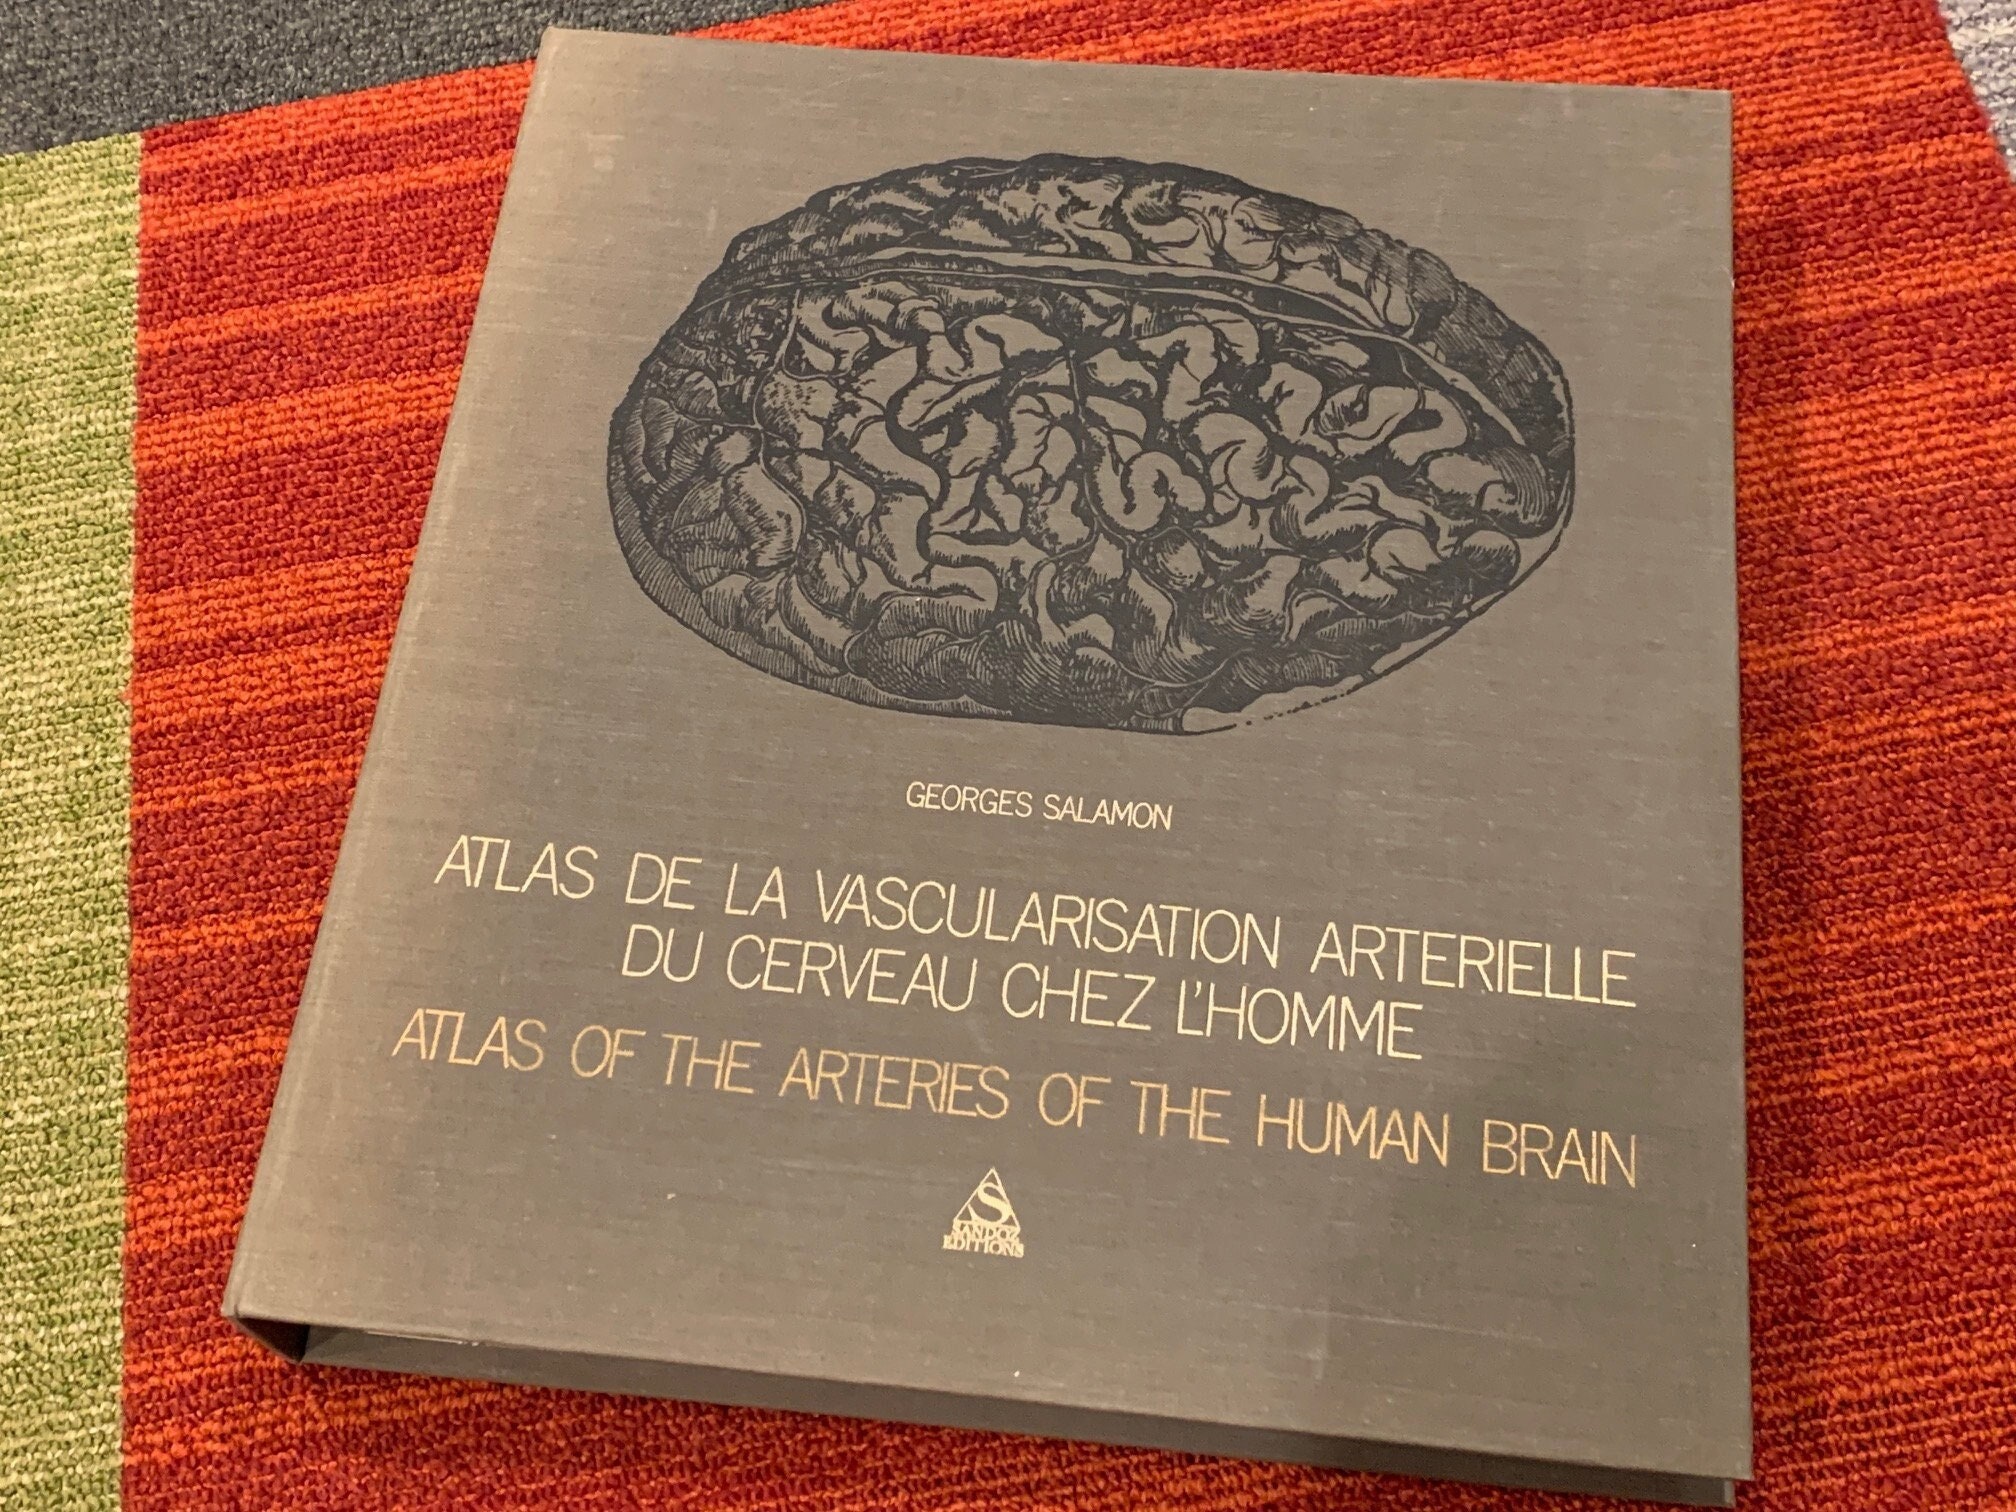 GEORGES SALAMON
ATLAS DE LA VASCULARISATION ARTERIELLE
DU CERVEAU CHEZ L'HOMME
ATLAS OF THE ARTERIES OF THE HUMAN BRAIN
S
SANDOZ
EDITIONS